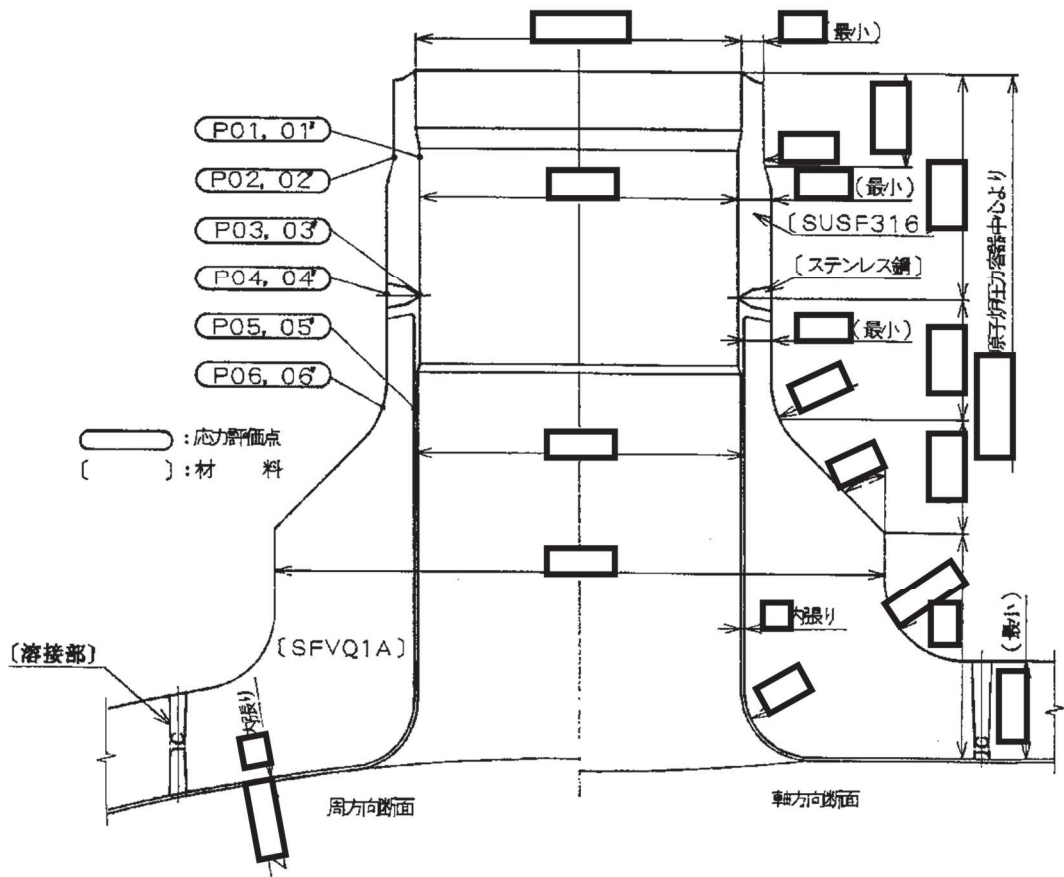 (最小)
P01, 01'
P02, 02'
(最小)
P03, 03'
〔SUSF316〕
P04, 04'
〔ステンレス鋼〕
P05, 05'
(最小)
P06, 06'
原子炉圧力容器中心より
: 応力評価点
〔 〕: 材 料
内張り
(最小)
〔溶接部〕
〔SFVQ1A〕
内張り
周方向断面
軸方向断面